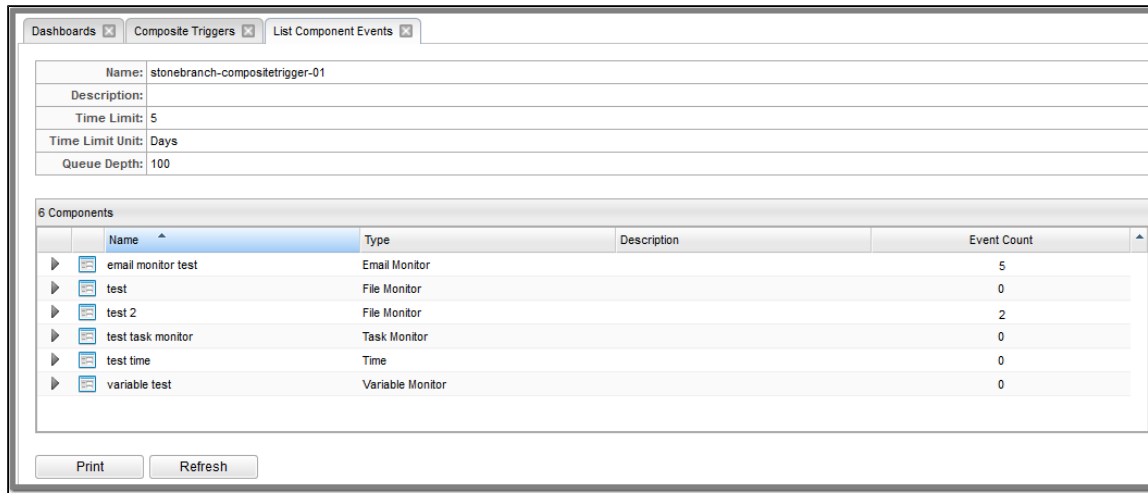 Dashboards Composite Triggers List Component Events
Name: stonebranch-compositetrigger-01
Description:
Time Limit: 5
Time Limit Unit: Days
Queue Depth: 100
6 Components
Name Type Description Event Count
email monitor test Email Monitor 5
test File Monitor 0
test 2 File Monitor 2
test task monitor Task Monitor 0
test time Time 0
variable test Variable Monitor 0
Print Refresh